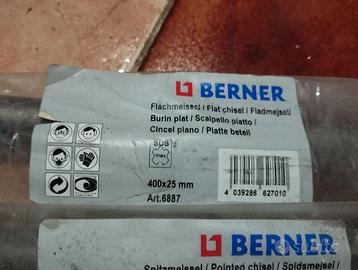 BERNER
Flachmeissel / Flat chisel / Fladmejsel /
Burin plat / Scalpello piatto /
Cincel plano / Platte beitel
SDS
max
400x25 mm
Art.6887
4 039286 627010
BERNER
Spitzmeissel / Pointed chisel / Spidsmejsel /